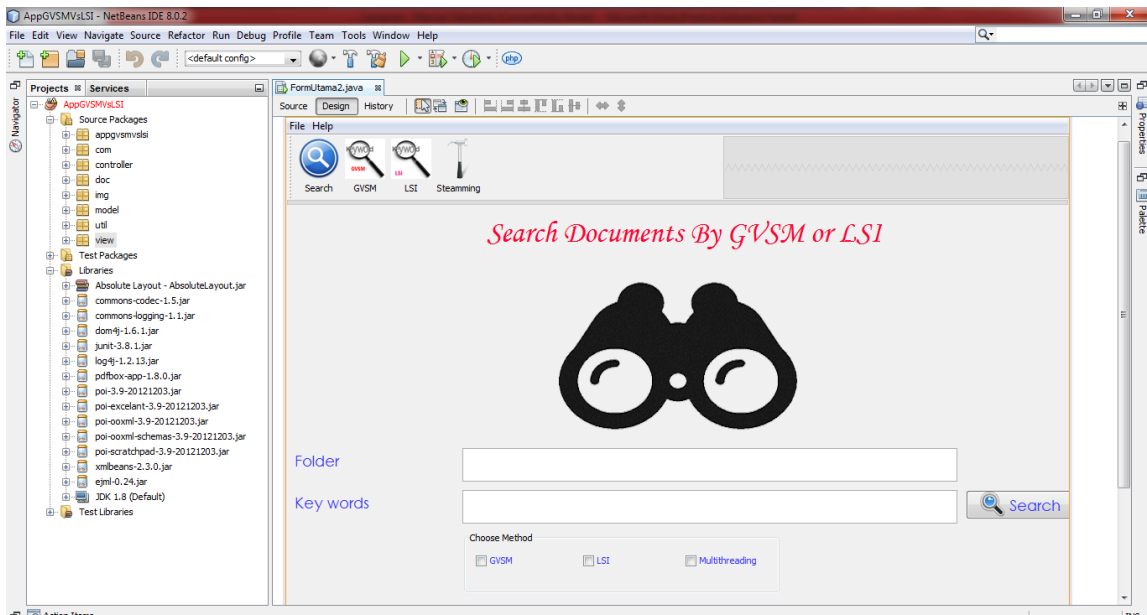 AppGVSMVsLSI - NetBeans IDE 8.0.2
File Edit View Navigate Source Refactor Run Debug Profile Team Tools Window Help
<default config>
php
Projects Services
FormUtama2.java
Navigator
AppGVSMVsLSI
Source Packages
appgvsmvslsi
com
controller
doc
img
model
util
view
Test Packages
Libraries
Absolute Layout - AbsoluteLayout.jar
commons-codec-1.5.jar
commons-logging-1.1.jar
dom4j-1.6.1.jar
junit-3.8.1.jar
log4j-1.2.13.jar
pdfbox-app-1.8.0.jar
poi-3.9-20121203.jar
poi-excelant-3.9-20121203.jar
poi-ooxml-3.9-20121203.jar
poi-ooxml-schemas-3.9-20121203.jar
poi-scratchpad-3.9-20121203.jar
xmlbeans-2.3.0.jar
ejml-0.24.jar
JDK 1.8 (Default)
Test Libraries
Source Design History
File Help
GVSM
LSI
Search GVSM LSI Steamming
Search Documents By GVSM or LSI
Folder
Key words
Search
Choose Method
GVSM LSI Multithreading
Properties
Palette